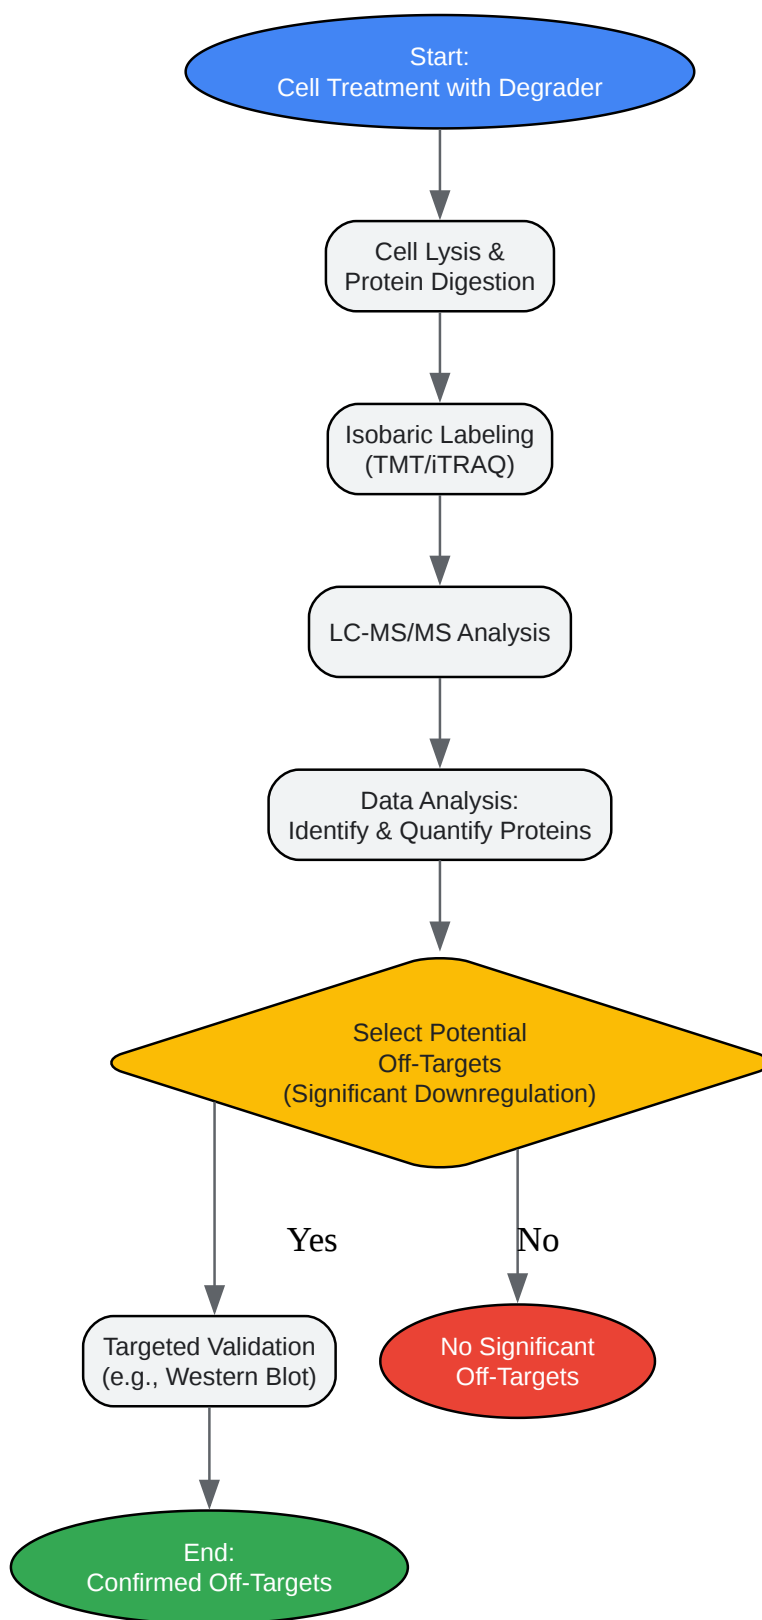 Start:
Cell Treatment with Degrader
Cell Lysis &
Protein Digestion
Isobaric Labeling
(TMT/iTRAQ)
LC-MS/MS Analysis
Data Analysis:
Identify & Quantify Proteins
Select Potential
Off-Targets
(Significant Downregulation)
Yes
No
Targeted Validation
(e.g., Western Blot)
No Significant
Off-Targets
End:
Confirmed Off-Targets